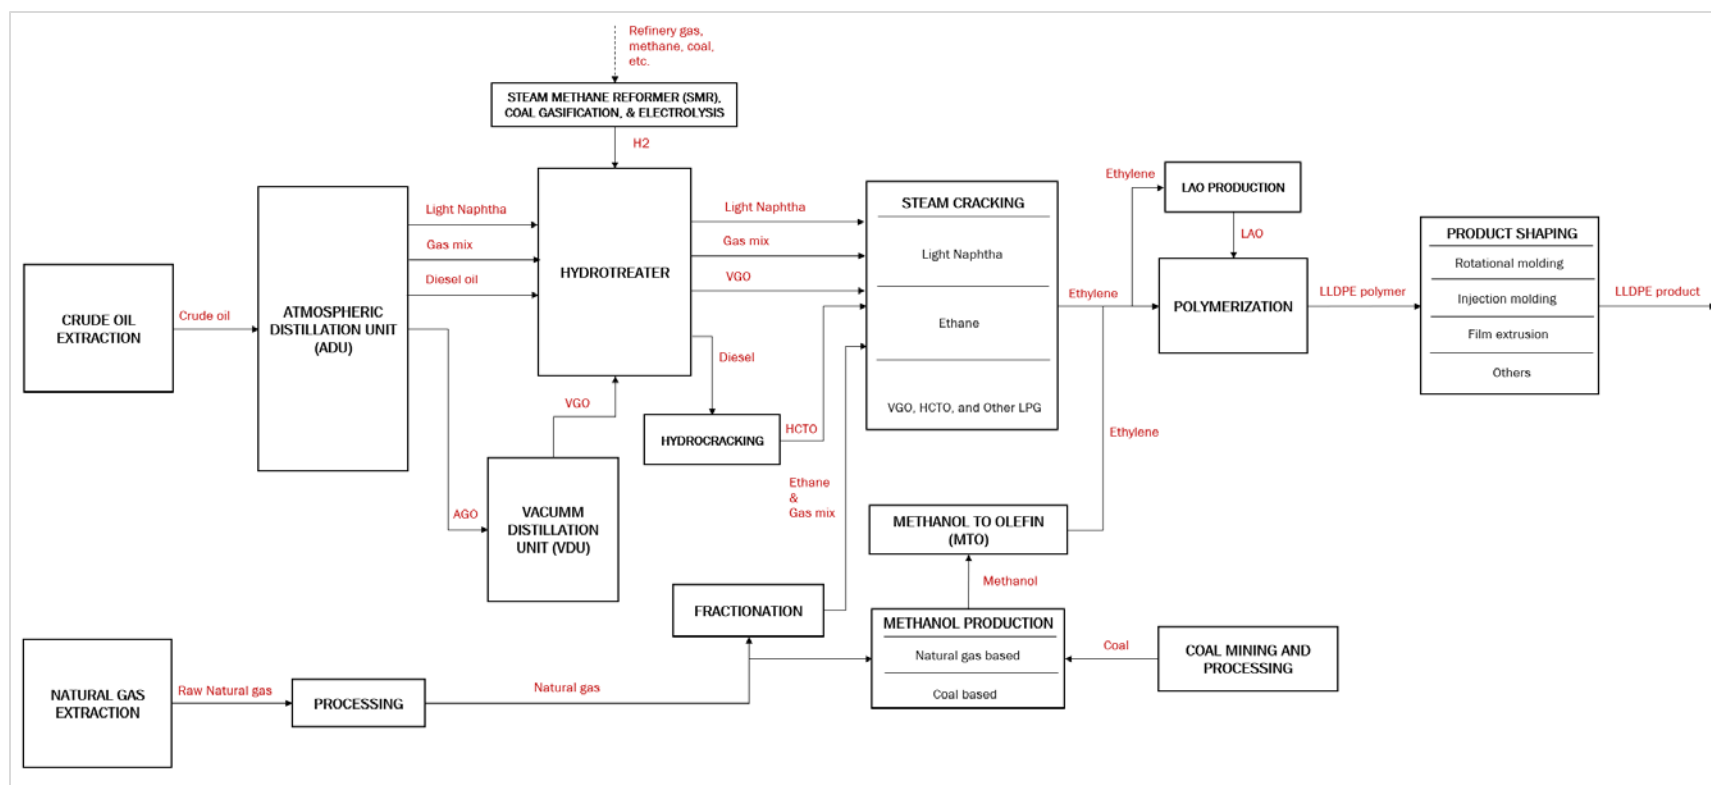 Refinery gas,
methane, coal,
etc.
STEAM METHANE REFORMER (SMR),
COAL GASIFICATION, & ELECTROLYSIS
H2
CRUDE OIL
EXTRACTION
Crude oil
ATMOSPHERIC
DISTILLATION UNIT
(ADU)
Light Naphtha
Gas mix
Diesel oil
AGO
VACUMM
DISTILLATION
UNIT (VDU)
VGO
HYDROTREATER
Light Naphtha
Gas mix
VGO
Diesel
HYDROCRACKING
HCTO
Ethane
&
Gas mix
STEAM CRACKING
Light Naphtha
Ethane
VGO, HCTO, and Other LPG
Ethylene
Ethylene
LAO PRODUCTION
LAO
POLYMERIZATION
LLDPE polymer
PRODUCT SHAPING
Rotational molding
Injection molding
Film extrusion
Others
LLDPE product
Ethylene
METHANOL TO OLEFIN
(MTO)
Methanol
FRACTIONATION
METHANOL PRODUCTION
Natural gas based
Coal based
Coal
COAL MINING AND
PROCESSING
NATURAL GAS
EXTRACTION
Raw Natural gas
PROCESSING
Natural gas